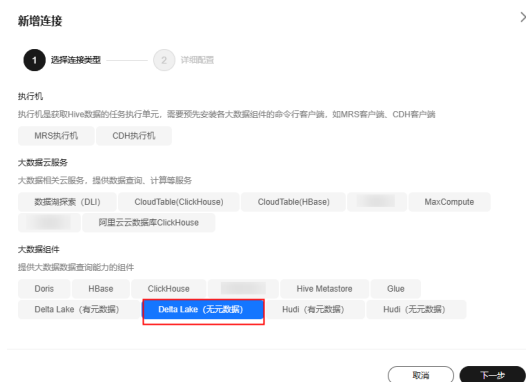 新增连接
1 选择连接类型 2 详细配置
执行机
执行机是获取Hive数据的任务执行单元，需要预先安装各大数据组件的命令行客户端，如MRS客户端、CDH客户端
MRS执行机 CDH执行机
大数据云服务
大数据相关云服务，提供数据查询、计算等服务
数据湖探索（DLI） CloudTable(ClickHouse) CloudTable(HBase) MaxCompute
阿里云云数据库ClickHouse
大数据组件
提供大数据数据查询能力的组件
Doris HBase ClickHouse Hive Metastore Glue
Delta Lake（有元数据） Delta Lake（无元数据） Hudi（有元数据） Hudi（无元数据）
取消 下一步